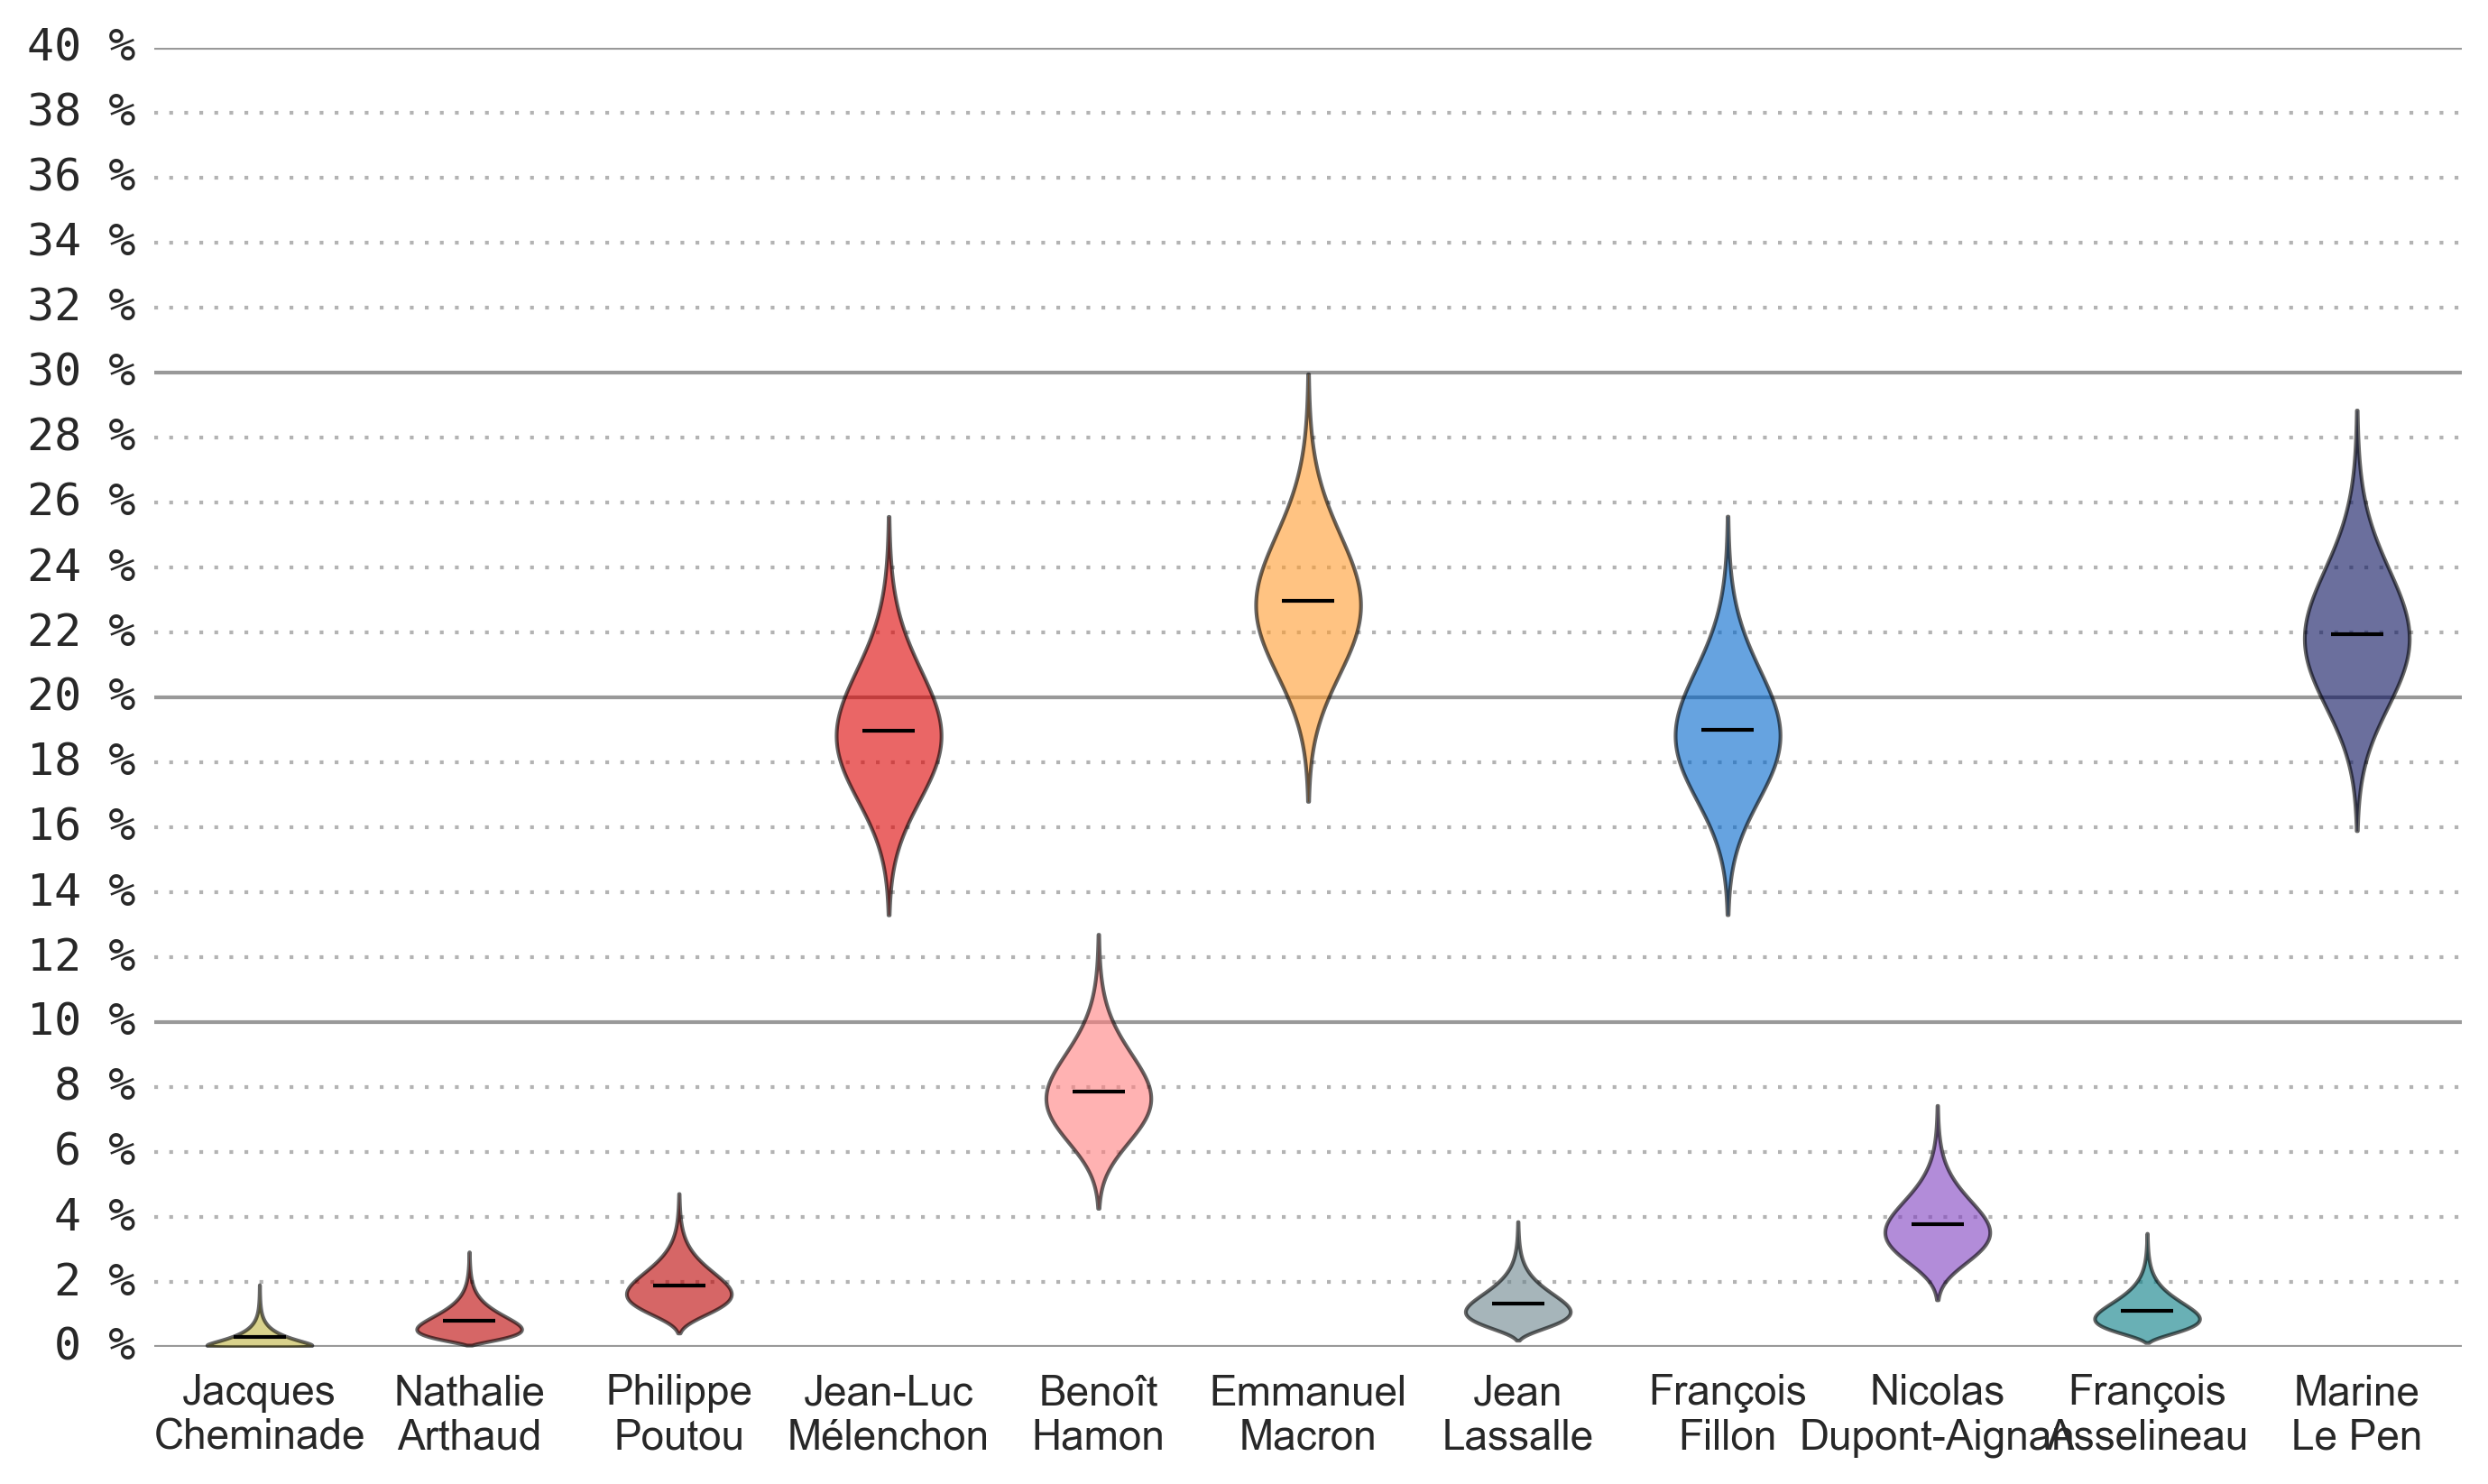 40 %
38 %
36 %
34 %
32 %
30 %
28 %
26 %
24 %
22 %
20 %
18 %
16 %
14 %
12 %
10 %
8 %
6 %
4 %
2 %
0 %
Jacques
Cheminade
Nathalie
Arthaud
Philippe
Poutou
Jean-Luc
Mélenchon
Benoît
Hamon
Emmanuel
Macron
Jean
Lassalle
François
Fillon
Nicolas
Dupont-Aignan
François
Asselineau
Marine
Le Pen